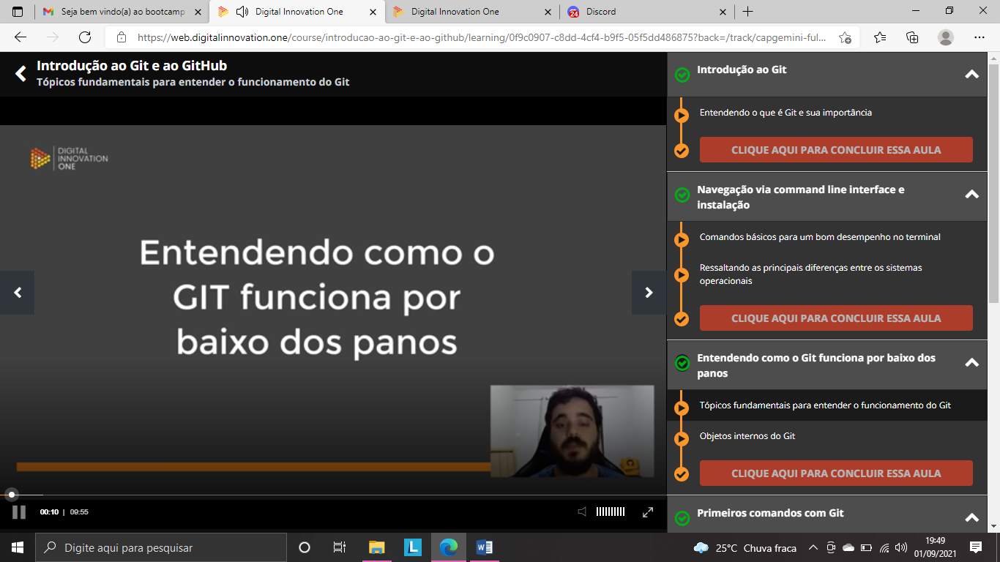 Seja bem vindo(a) ao bootcamp
Digital Innovation One
Digital Innovation One
24
Discord
https://web.digitalinnovation.one/course/introducao-ao-git-e-ao-github/learning/0f9c0907-c8dd-4cf4-b9f5-05f5dd486875?back=/track/capgemini-ful...
Introdução ao Git e ao GitHub
Tópicos fundamentais para entender o funcionamento do Git
DIGITAL
INNOVATION
ONE
Entendendo como o
GIT funciona por
baixo dos panos
00:10 | 09:55
Introdução ao Git
Entendendo o que é Git e sua importância
CLIQUE AQUI PARA CONCLUIR ESSA AULA
Navegação via command line interface e
instalação
Comandos básicos para um bom desempenho no terminal
Ressaltando as principais diferenças entre os sistemas
operacionais
CLIQUE AQUI PARA CONCLUIR ESSA AULA
Entendendo como o Git funciona por baixo dos
panos
Tópicos fundamentais para entender o funcionamento do Git
Objetos internos do Git
CLIQUE AQUI PARA CONCLUIR ESSA AULA
Primeiros comandos com Git
Digite aqui para pesquisar
L
W
25°C Chuva fraca
19:49
01/09/2021